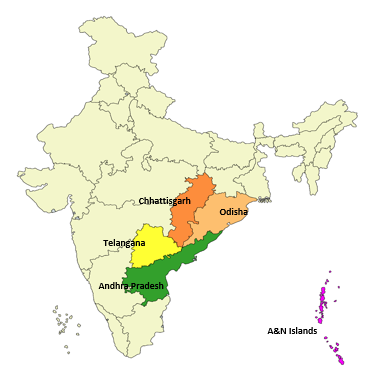 Chhattisgarh
Odisha
Telangana
Andhra Pradesh
A&N Islands